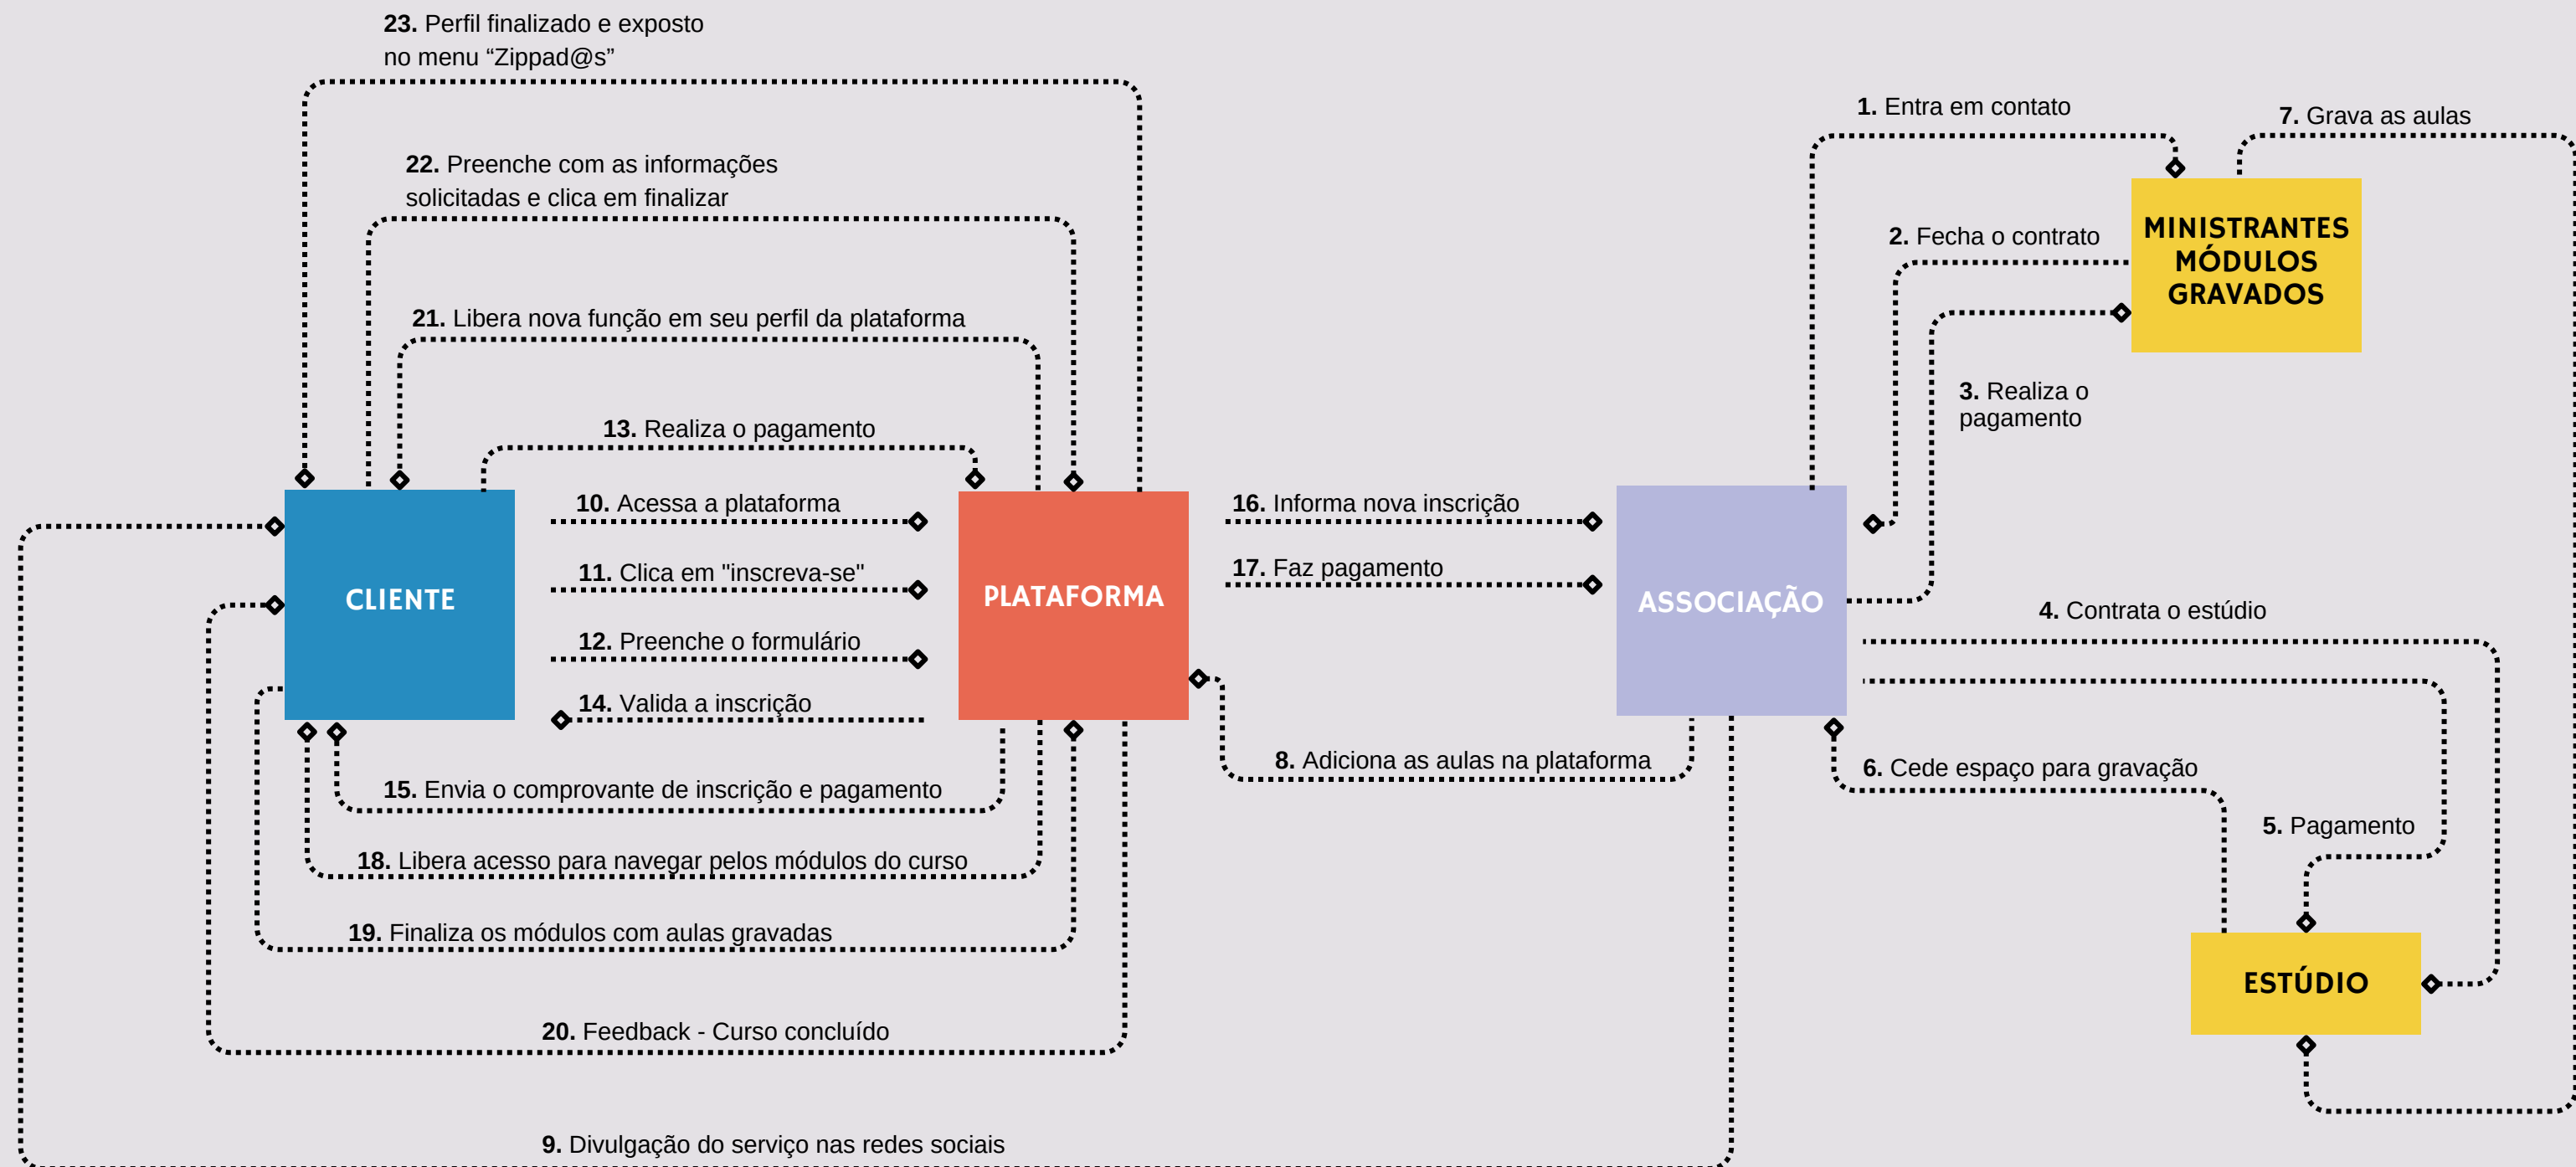 23. Perfil finalizado e exposto
no menu “Zippad@s”
1. Entra em contato
7. Grava as aulas
22. Preenche com as informações
solicitadas e clica em finalizar
MINISTRANTES
MÓDULOS
GRAVADOS
2. Fecha o contrato
21. Libera nova função em seu perfil da plataforma
3. Realiza o
pagamento
13. Realiza o pagamento
10. Acessa a plataforma
16. Informa nova inscrição
11. Clica em "inscreva-se"
17. Faz pagamento
CLIENTE
PLATAFORMA
ASSOCIAÇÃO
4. Contrata o estúdio
12. Preenche o formulário
14. Valida a inscrição
8. Adiciona as aulas na plataforma
6. Cede espaço para gravação
15. Envia o comprovante de inscrição e pagamento
5. Pagamento
18. Libera acesso para navegar pelos módulos do curso
19. Finaliza os módulos com aulas gravadas
ESTÚDIO
20. Feedback - Curso concluído
9. Divulgação do serviço nas redes sociais